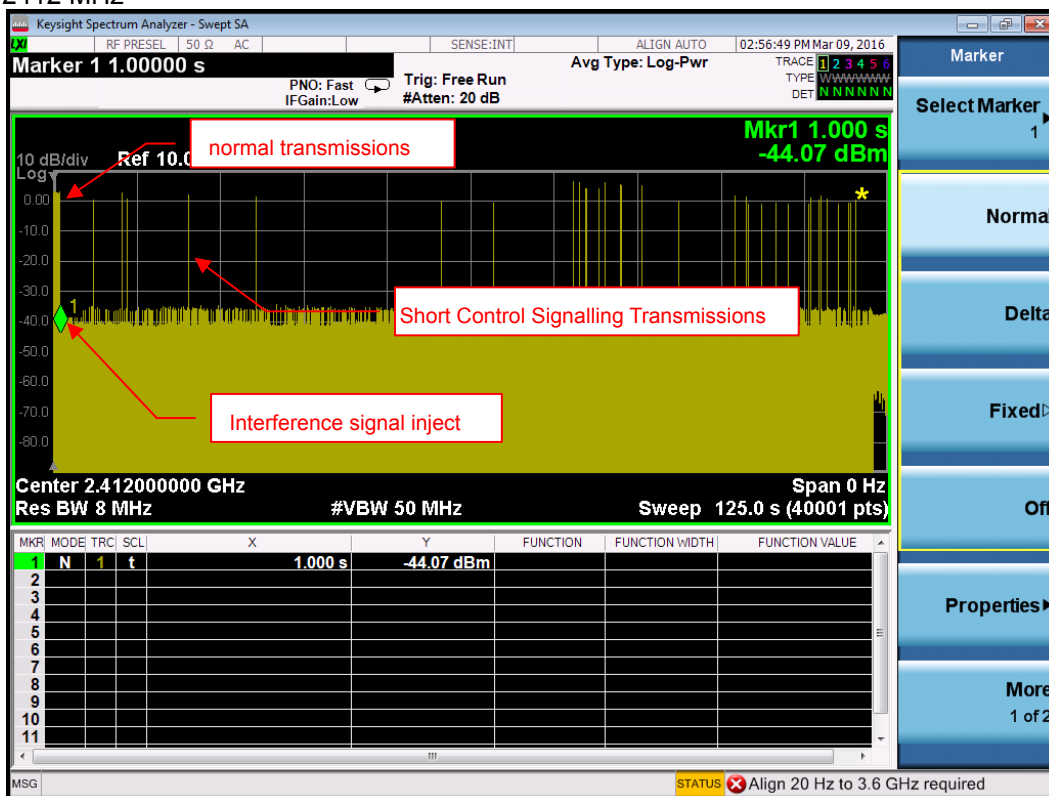 2412 MHz
Keysight Spectrum Analyzer - Swept SA
LXI RF PRESEL 50 Ω AC SENSE:INT ALIGN AUTO 02:56:49 PM Mar 09, 2016
Marker 1 1.00000 s
PNO: Fast
IFGain:Low
Trig: Free Run
#Atten: 20 dB
Avg Type: Log-Pwr
TRACE 1 2 3 4 5 6
TYPE WWWWWW
DET N N N N N N
Mkr1 1.000 s
-44.07 dBm
10 dB/div Ref 10.0
Log
normal transmissions
0.00
-10.0
-20.0
-30.0
-40.0
-50.0
-60.0
-70.0
-80.0
1
*
Short Control Signalling Transmissions
Interference signal inject
Center 2.412000000 GHz Span 0 Hz
Res BW 8 MHz #VBW 50 MHz Sweep 125.0 s (40001 pts)
MKR MODE TRC SCL X Y FUNCTION FUNCTION WIDTH FUNCTION VALUE
1 N 1 t 1.000 s -44.07 dBm
2
3
4
5
6
7
8
9
10
11
MSG STATUS Align 20 Hz to 3.6 GHz required
Marker
Select Marker
1
Normal
Delta
Fixed
Off
Properties
More
1 of 2